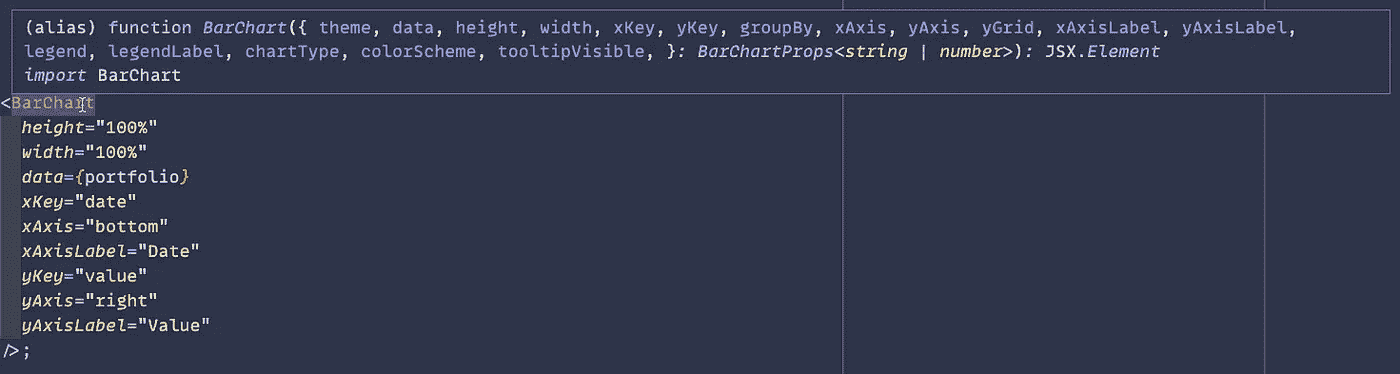 (alias) function BarChart({ theme, data, height, width, xKey, yKey, groupBy, xAxis, yAxis, yGrid, xAxisLabel, yAxisLabel,
legend, legendLabel, chartType, colorScheme, tooltipVisible, }: BarChartProps<string | number>): JSX.Element
import BarChart
<BarChart
height="100%"
width="100%"
data={portfolio}
xKey="date"
xAxis="bottom"
xAxisLabel="Date"
yKey="value"
yAxis="right"
yAxisLabel="Value"
/>;